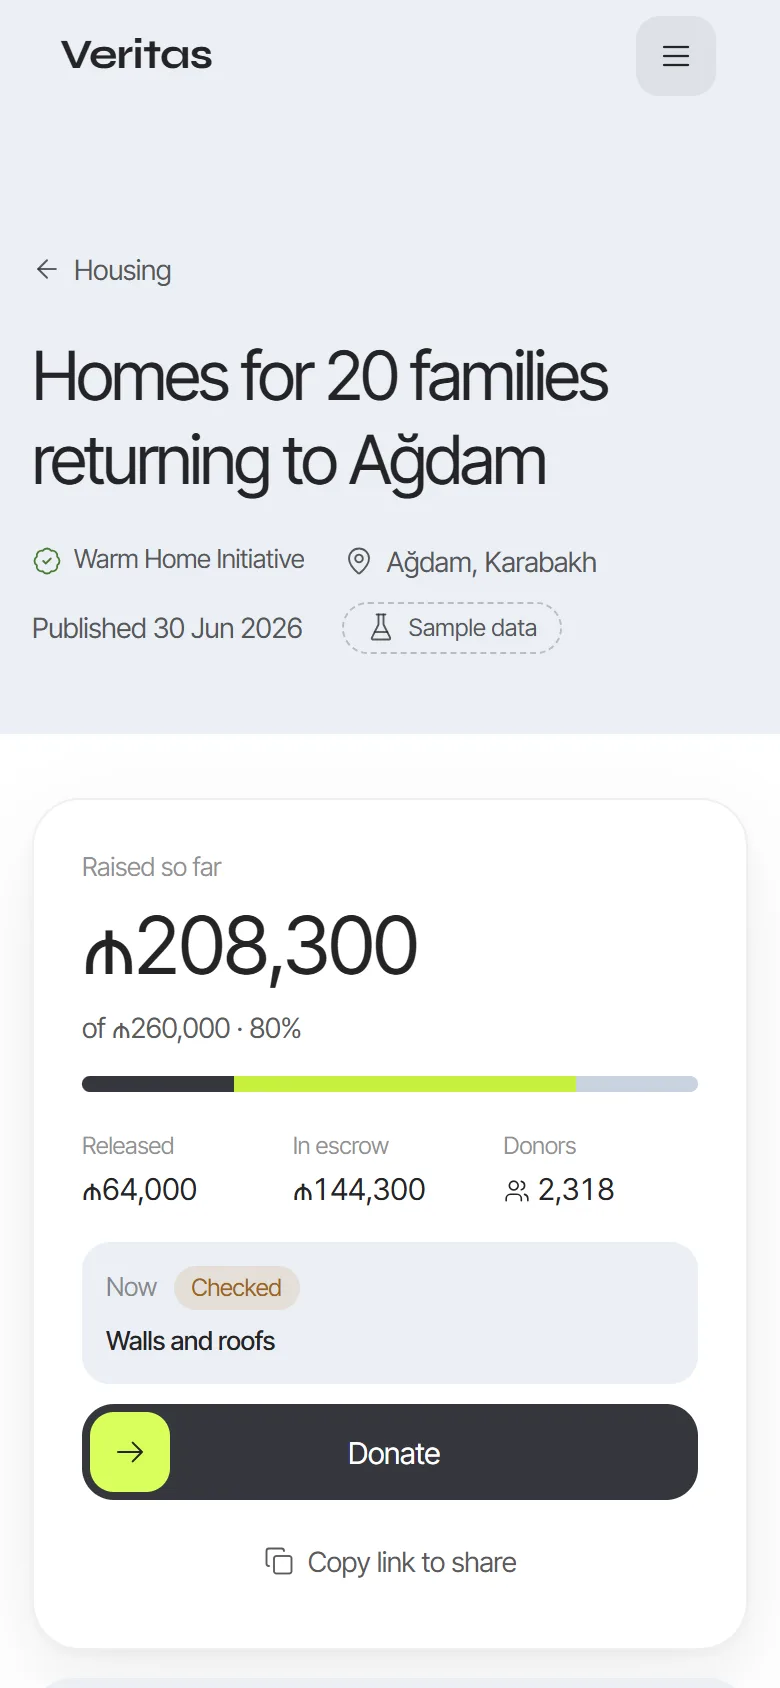 Veritas
Housing
Homes for 20 families
returning to Ağdam
Warm Home Initiative
Ağdam, Karabakh
Published 30 Jun 2026
Sample data
Raised so far
₼208,300
of ₼260,000 · 80%
Released
In escrow
Donors
₼64,000
₼144,300
2,318
Now
Checked
Walls and roofs
Donate
Copy link to share